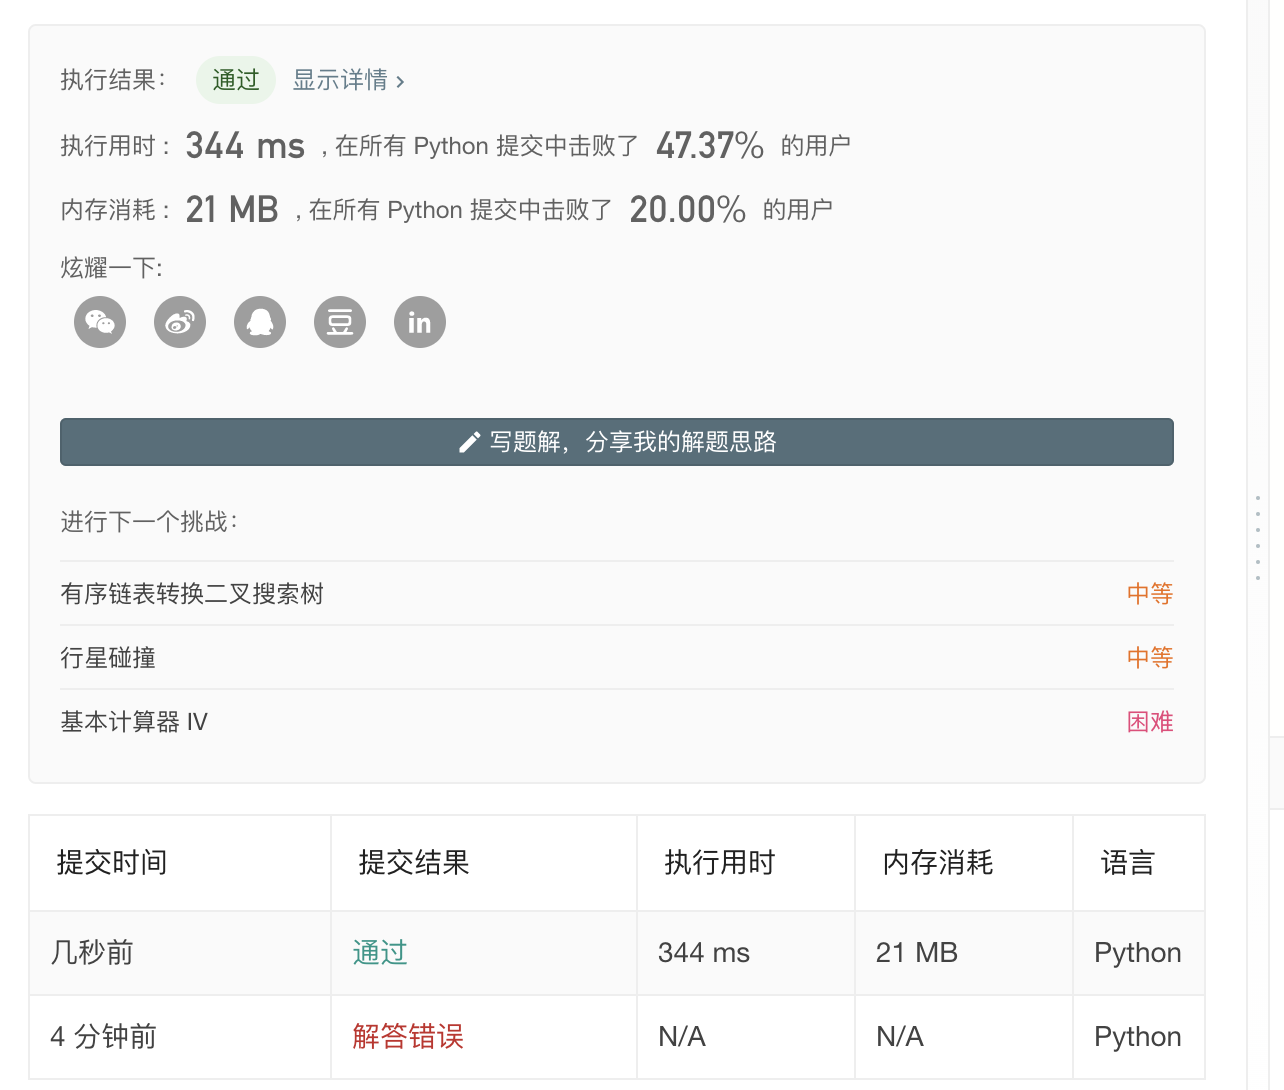 执行结果： 通过 显示详情 ›
执行用时 : 344 ms , 在所有 Python 提交中击败了 47.37% 的用户
内存消耗 : 21 MB , 在所有 Python 提交中击败了 20.00% 的用户
炫耀一下:
豆 in
写题解，分享我的解题思路
进行下一个挑战：
有序链表转换二叉搜索树 中等
行星碰撞 中等
基本计算器 IV 困难
提交时间 提交结果 执行用时 内存消耗 语言
几秒前 通过 344 ms 21 MB Python
4 分钟前 解答错误 N/A N/A Python